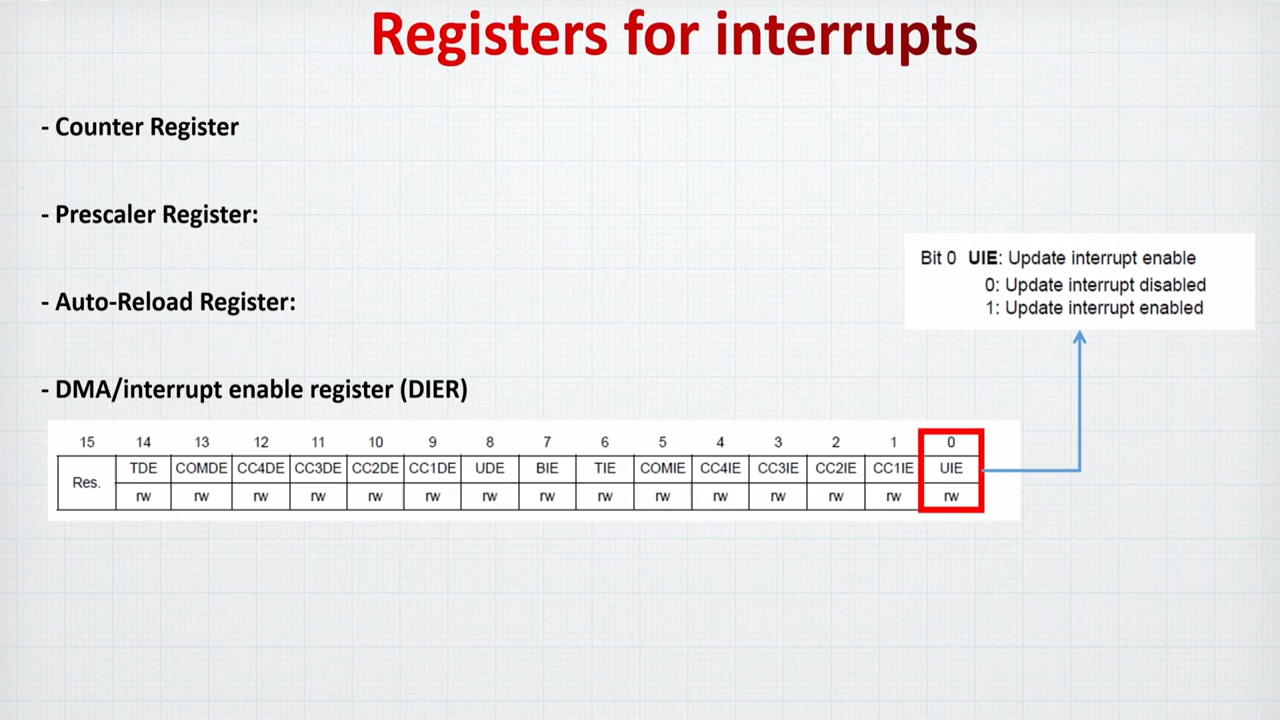 Registers for interrupts
- Counter Register
- Prescaler Register:
- Auto-Reload Register:
- DMA/interrupt enable register (DIER)
Bit 0 UIE: Update interrupt enable
0: Update interrupt disabled
1: Update interrupt enabled
15 14 13 12 11 10 9 8 7 6 5 4 3 2 1 0
Res. TDE COMDE CC4DE CC3DE CC2DE CC1DE UDE BIE TIE COMIE CC4IE CC3IE CC2IE CC1IE UIE
rw rw rw rw rw rw rw rw rw rw rw rw rw rw rw